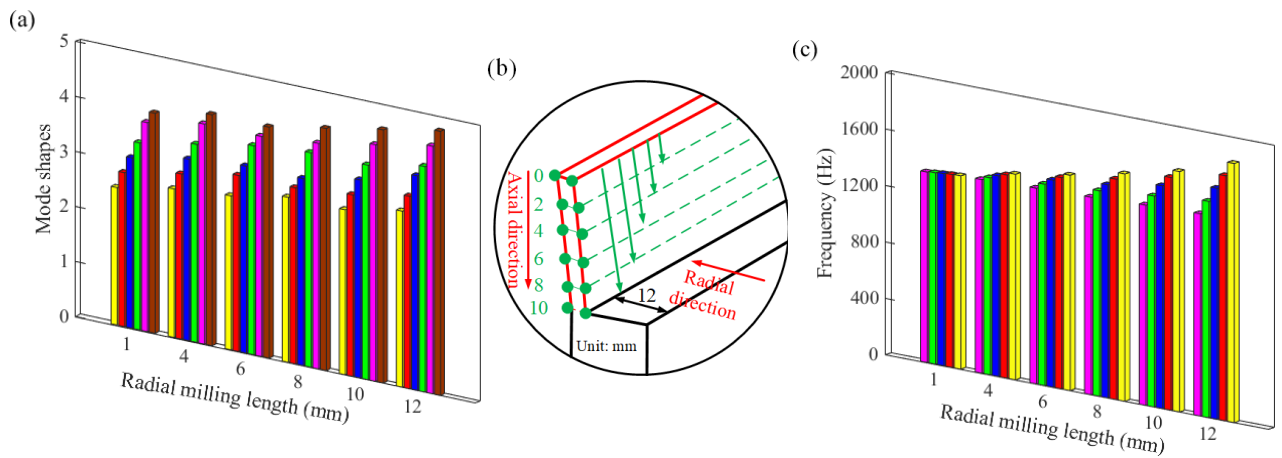 (a)
5
4
3
2
1
0
Mode shapes
1
4
6
8
10
12
Radial milling length (mm)
(b)
Axial direction
0
2
4
6
8
10
12
Radial
direction
Unit: mm
(c)
2000
1600
1200
800
400
0
Frequency (Hz)
1
4
6
8
10
12
Radial milling length (mm)